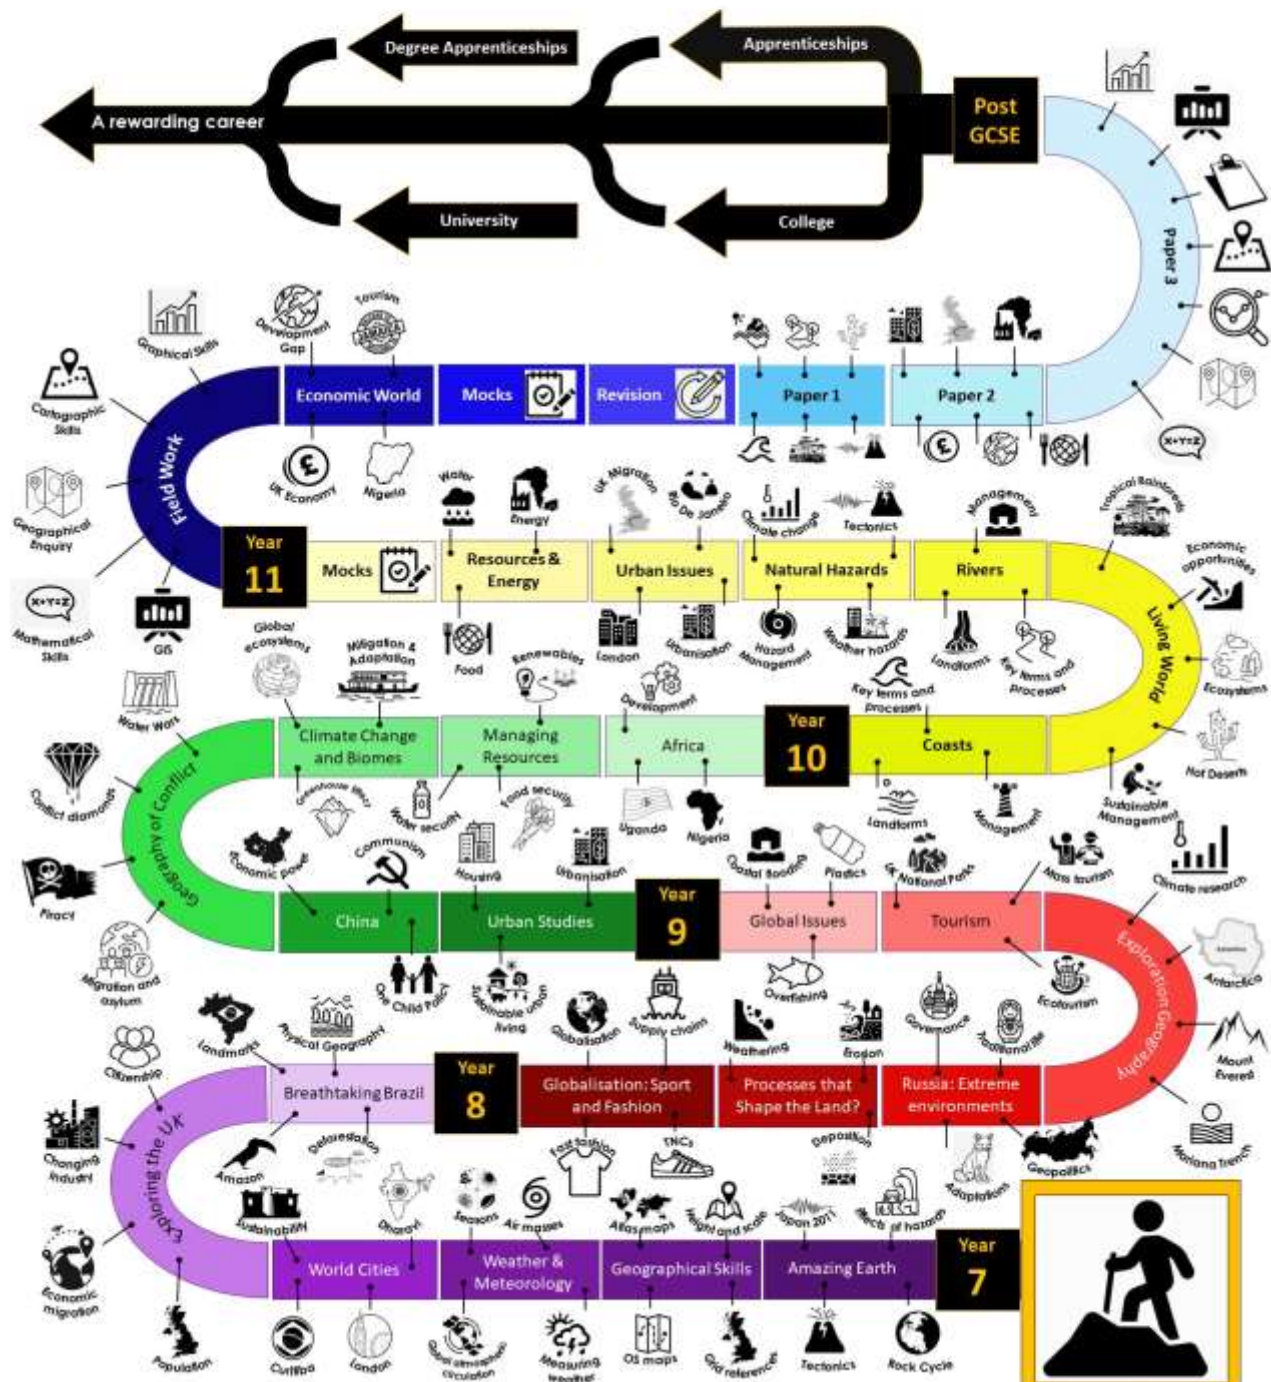 Degree Apprenticeships
Apprenticeships
A rewarding career
Post
GCSE
University
College
Paper 3
Graphical Skills
Development
Gap
Tourism
JAMAICA
Cartographic
Skills
Economic World
Mocks
Revision
Paper 1
Paper 2
Field Work
UK Economy
Nigeria
X+Y=Z
Geographical
Enquiry
Water
Energy
UK Migration
Rio De Janeiro
Climate change
Tectonics
Management
Tropical Rainforests
Economic
opportunities
Year
11
Mocks
Resources &
Energy
Urban Issues
Natural Hazards
Rivers
Living World
X+Y=Z
Mathematical
Skills
GIS
Food
London
Urbanisation
Hazard
Management
Weather hazards
Landforms
Key terms and
processes
Ecosystems
Global
ecosystems
Mitigation &
Adaptation
Renewables
Development
Key terms and
processes
Water Wars
Climate Change
and Biomes
Managing
Resources
Africa
Year
10
Coasts
Hot Deserts
Conflict diamonds
Geography of Conflict
Greenhouse Effect
Water security
Food security
Uganda
Nigeria
Landforms
Management
Sustainable
Management
Economic power
Communism
Housing
Urbanisation
Coastal flooding
Plastics
UK National Parks
Mass tourism
Climate research
Piracy
China
Urban Studies
Year
9
Global Issues
Tourism
Exploration Geography
Antarctica
Migration and
asylum
One Child Policy
Sustainable urban
living
Overfishing
Ecotourism
Landmarks
Physical Geography
Globalisation
Supply chains
Weathering
Erosion
Governance
Traditional life
Mount
Everest
Citizenship
Breathtaking Brazil
Year
8
Globalisation: Sport
and Fashion
Processes that
Shape the Land?
Russia: Extreme
environments
Changing
Industry
Exploring the UK
Amazon
Deforestation
Fast fashion
TNCs
Deposition
Adaptations
Geopolitics
Mariana Trench
Sustainability
Dharavi
Seasons
Air masses
Atlas maps
Height and scale
Japan 2011
Effects of hazards
Economic
migration
World Cities
Weather &
Meteorology
Geographical Skills
Amazing Earth
Year
7
Population
Curitiba
London
Global atmospheric
circulation
Measuring
weather
OS maps
Grid references
Tectonics
Rock Cycle